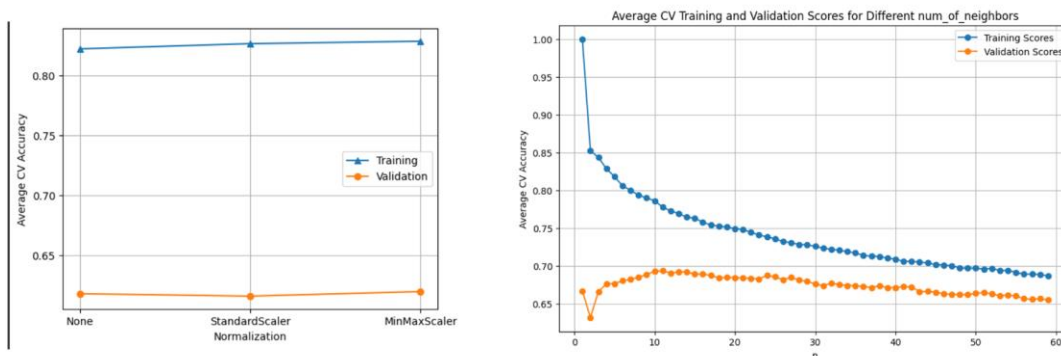 Average CV Accuracy
0.80
0.75
0.70
0.65
Training
Validation
None
StandardScaler
MinMaxScaler
Normalization
Average CV Training and Validation Scores for Different num_of_neighbors
Average CV Accuracy
1.00
0.95
0.90
0.85
0.80
0.75
0.70
0.65
Training Scores
Validation Scores
0
10
20
30
40
50
60